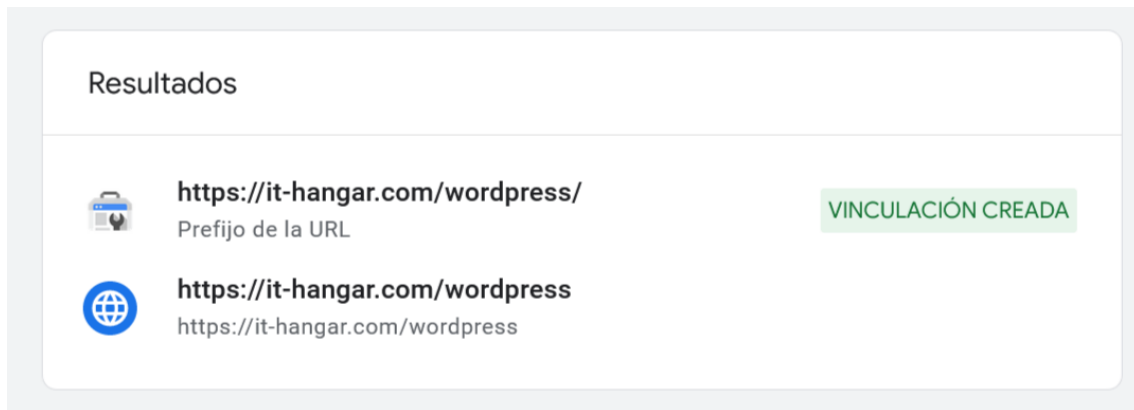 Resultados
https://it-hangar.com/wordpress/
Prefijo de la URL
VINCULACIÓN CREADA
https://it-hangar.com/wordpress
https://it-hangar.com/wordpress